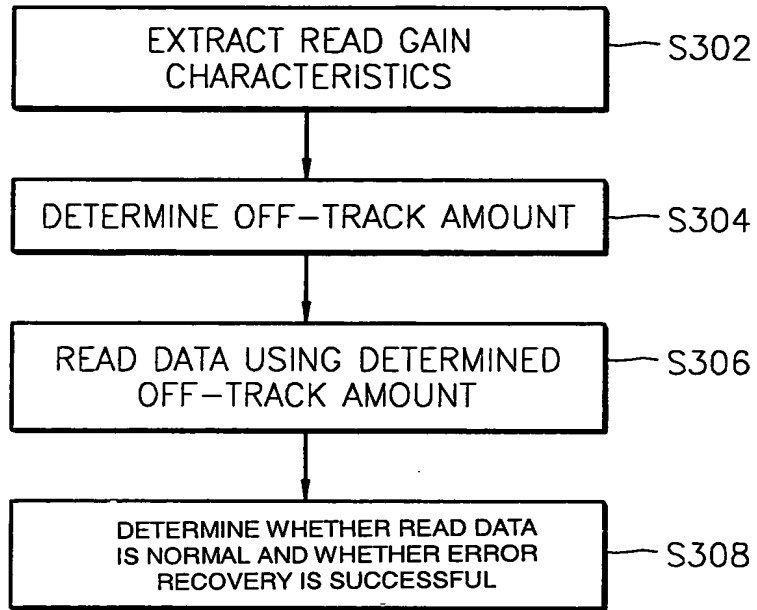 EXTRACT READ GAIN
CHARACTERISTICS
S302
DETERMINE OFF-TRACK AMOUNT
S304
READ DATA USING DETERMINED
OFF-TRACK AMOUNT
S306
DETERMINE WHETHER READ DATA
IS NORMAL AND WHETHER ERROR
RECOVERY IS SUCCESSFUL
S308